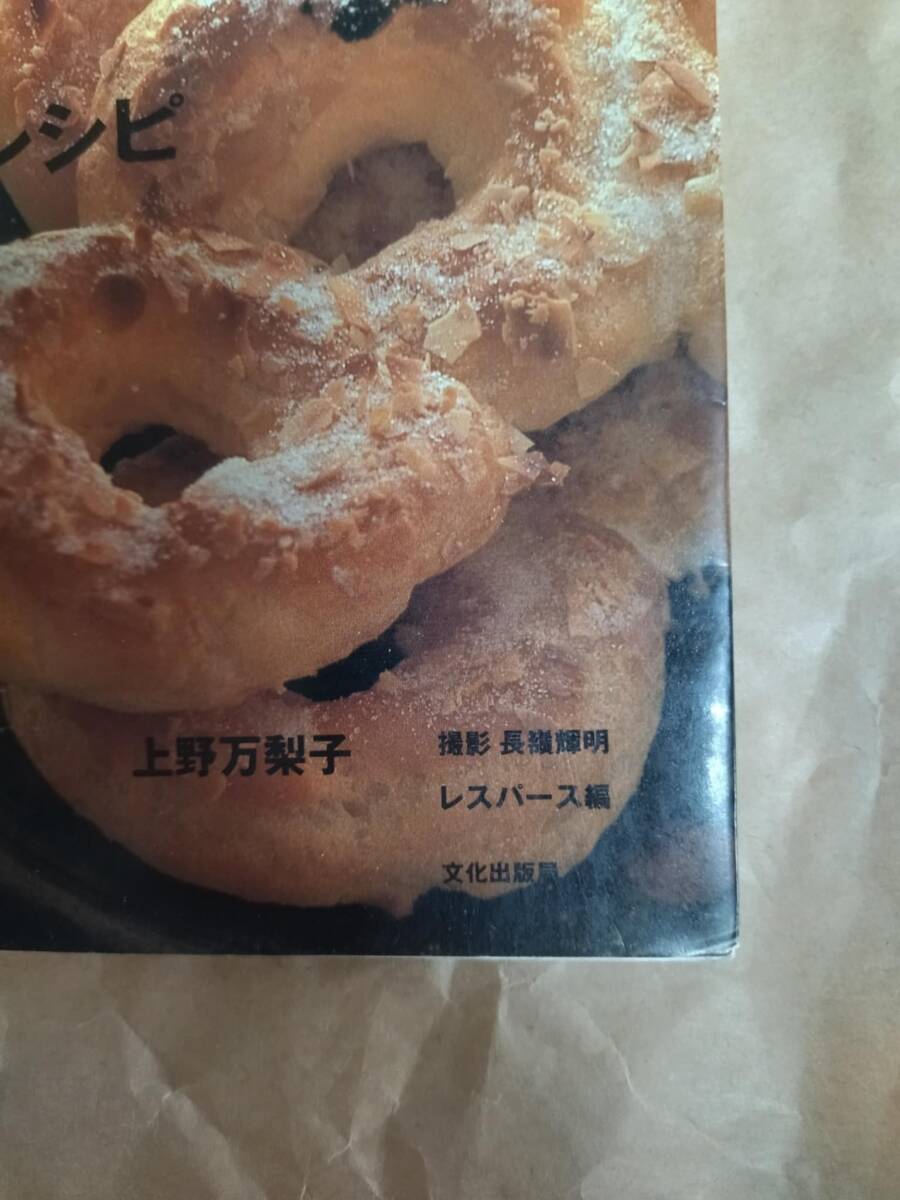 レシピ
上野万梨子
撮影 長嶺輝明
レスパース編
文化出版局